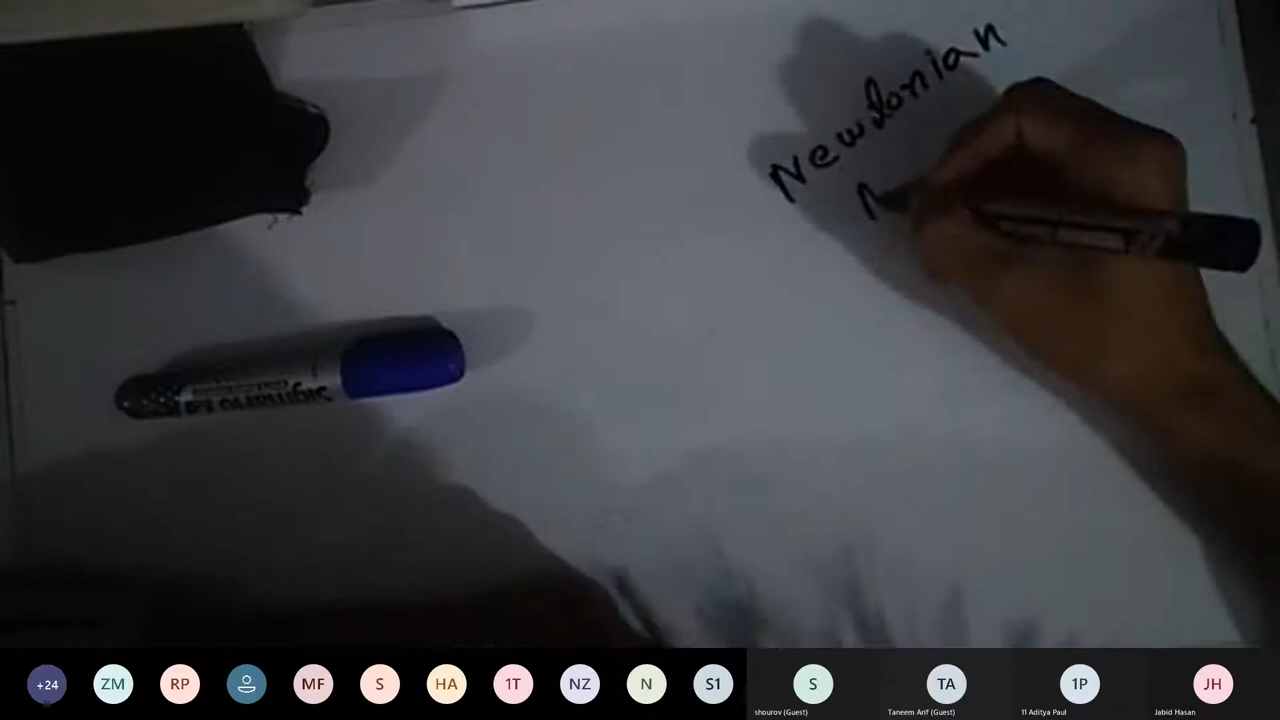 Newtonian
+24
ZM
RP
MF
S
HA
1T
NZ
N
S1
S
TA
1P
JH
shourov (Guest)
Taneem Arif (Guest)
11 Aditya Paul
Jabid Hasan